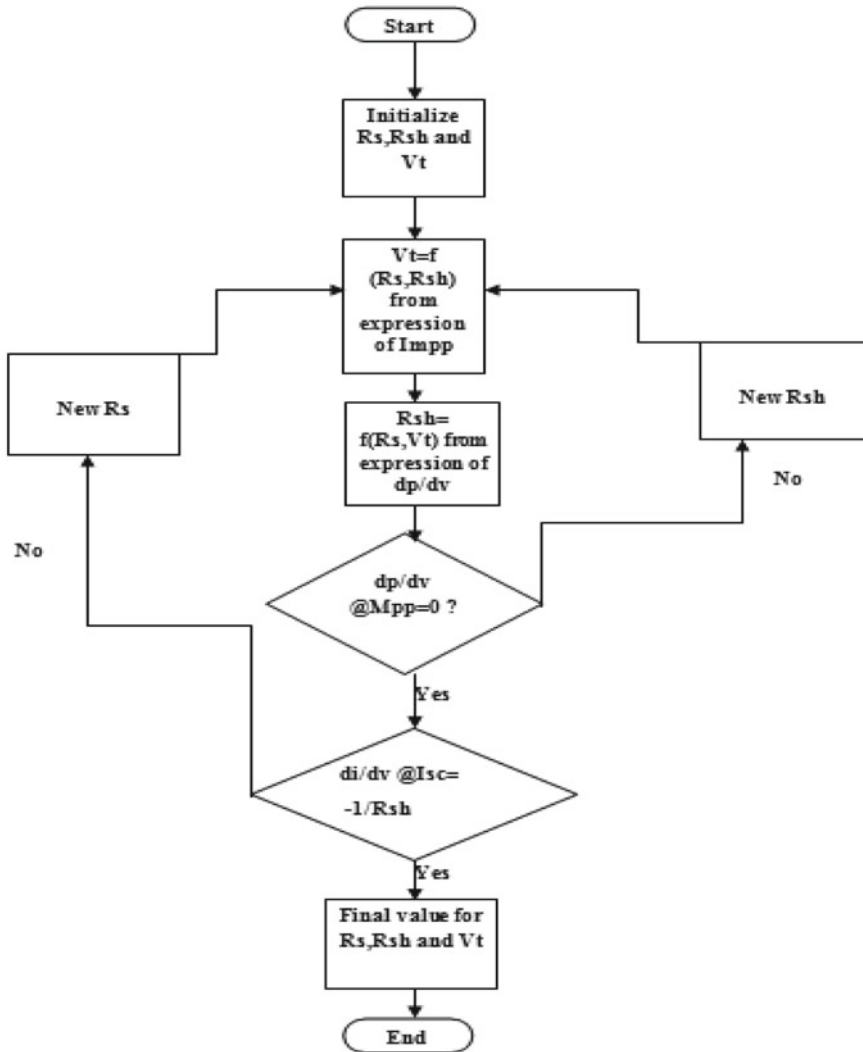 Start
Initialize
Rs,Rsh and
Vt
Vt=f
(Rs,Rsh)
from
expression
of Impp
New Rs
New Rsh
Rsh=
f(Rs,Vt) from
expression of
dp/dv
No
No
dp/dv
@Mpp=0 ?
Yes
di/dv @Isc=
-1/Rsh
Yes
Final value for
Rs,Rsh and Vt
End